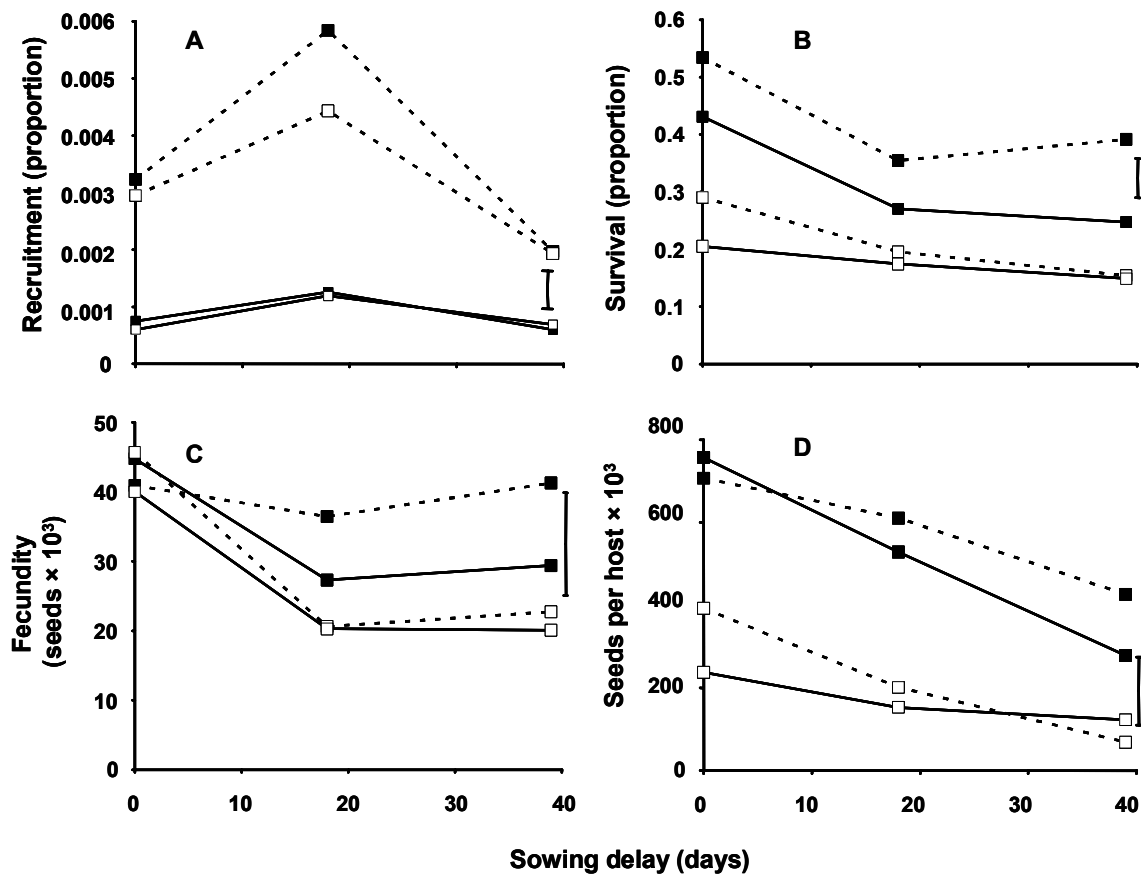 A
Recruitment (proportion)
0.006
0.005
0.004
0.003
0.002
0.001
0
B
Survival (proportion)
0.6
0.5
0.4
0.3
0.2
0.1
0
C
Fecundity
(seeds × 10³)
50
40
30
20
10
0
0 10 20 30 40
D
Seeds per host × 10³
800
600
400
200
0
0 10 20 30 40
Sowing delay (days)